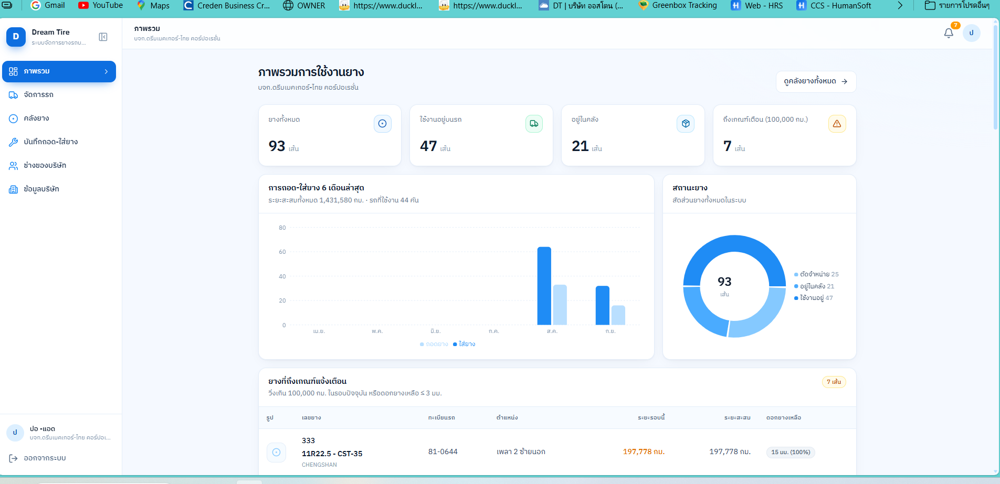 Gmail
YouTube
Maps
Creden Business Cr...
OWNER
https://www.duckl...
https://www.duckl...
DT | บริษัท ออสโตน (...
Greenbox Tracking
Web - HRS
CCS - HumanSoft
รายการโปรดอื่นๆ
D
Dream Tire
ระบบจัดการยางรถบ...
ภาพรวม
จัดการรถ
คลังยาง
บันทึกถอด-ใส่ยาง
ช่างของบริษัท
ข้อมูลบริษัท
ป
ปอ -แอด
บจก.ดรีมเมคเกอร์-ไทย คอร์ปอเ...
ออกจากระบบ
ภาพรวม
บจก.ดรีมเมคเกอร์-ไทย คอร์ปอเรชั่น
7
ป
ภาพรวมการใช้งานยาง
บจก.ดรีมเมคเกอร์-ไทย คอร์ปอเรชั่น
ดูคลังยางทั้งหมด
ยางทั้งหมด
93 เส้น
ใช้งานอยู่บนรถ
47 เส้น
อยู่ในคลัง
21 เส้น
ถึงเกณฑ์เตือน (100,000 กม.)
7 เส้น
การถอด-ใส่ยาง 6 เดือนล่าสุด
ระยะสะสมทั้งหมด 1,431,580 กม. · รถที่ใช้งาน 44 คัน
80
60
40
20
0
เม.ย.
พ.ค.
มิ.ย.
ก.ค.
ส.ค.
ก.ย.
ถอดยาง
ใส่ยาง
สถานะยาง
สัดส่วนยางทั้งหมดในระบบ
93
เส้น
ตัดจำหน่าย 25
อยู่ในคลัง 21
ใช้งานอยู่ 47
ยางที่ถึงเกณฑ์แจ้งเตือน
วิ่งเกิน 100,000 กม. ในรอบปัจจุบัน หรือดอกยางเหลือ ≤ 3 มม.
7 เส้น
รูป
เลขยาง
ทะเบียนรถ
ตำแหน่ง
ระยะรอบนี้
ระยะสะสม
ดอกยางเหลือ
333
11R22.5 - CST-35
CHENGSHAN
81-0644
เพลา 2 ซ้ายนอก
197,778 กม.
197,778 กม.
15 มม. (100%)